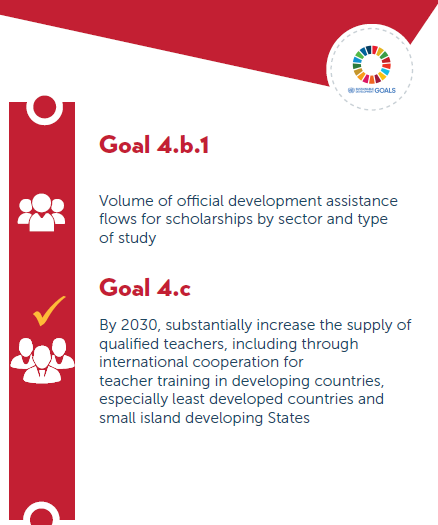 GOALS
Goal 4.b.1
Volume of official development assistance
flows for scholarships by sector and type
of study
Goal 4.c
By 2030, substantially increase the supply of
qualified teachers, including through
international cooperation for
teacher training in developing countries,
especially least developed countries and
small island developing States